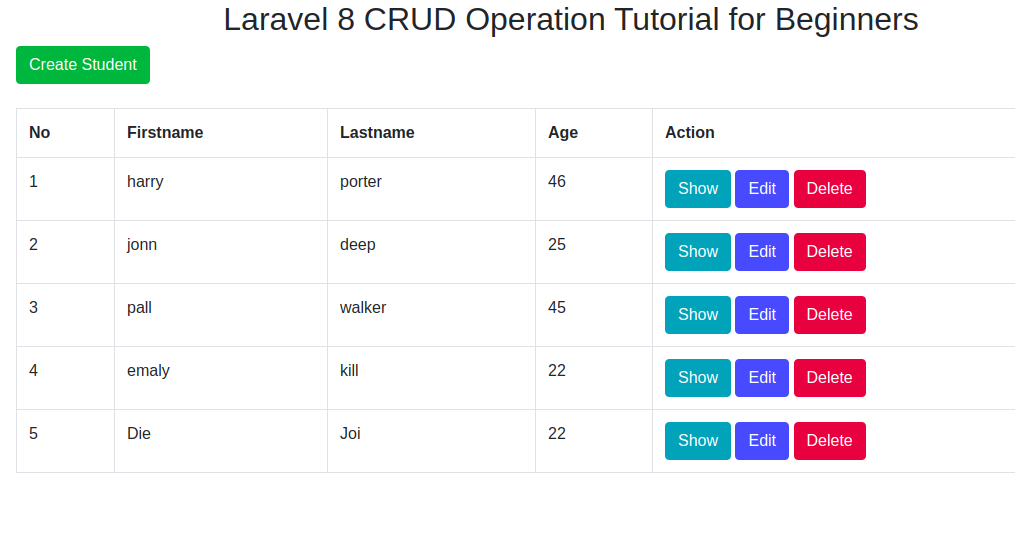 Laravel 8 CRUD Operation Tutorial for Beginners
Create Student
No Firstname Lastname Age Action
1 harry porter 46 Show Edit Delete
2 jonn deep 25 Show Edit Delete
3 pall walker 45 Show Edit Delete
4 emaly kill 22 Show Edit Delete
5 Die Joi 22 Show Edit Delete